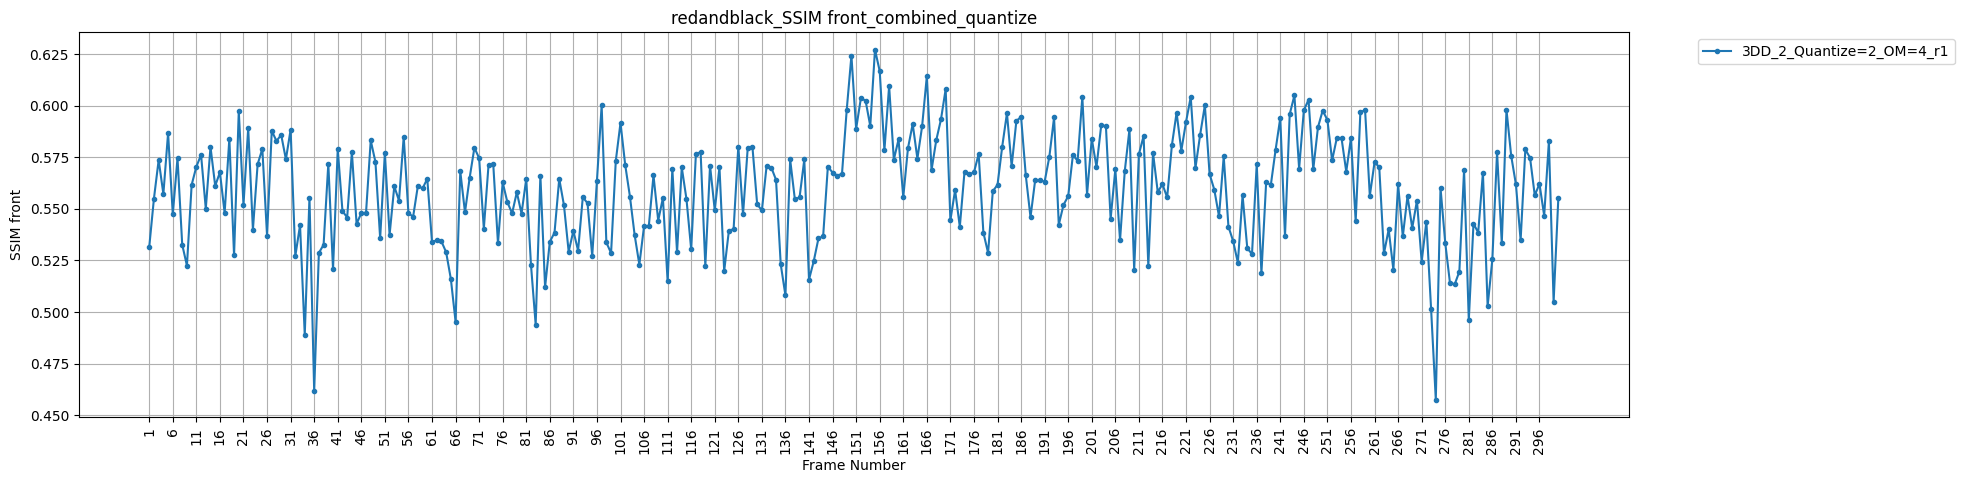 redandblack_SSIM front_combined_quantize
3DD_2_Quantize=2_OM=4_r1
SSIM front
0.625
0.600
0.575
0.550
0.525
0.500
0.475
0.450
1 6 11 16 21 26 31 36 41 46 51 56 61 66 71 76 81 86 91 96 101 106 111 116 121 126 131 136 141 146 151 156 161 166 171 176 181 186 191 196 201 206 211 216 221 226 231 236 241 246 251 256 261 266 271 276 281 286 291 296
Frame Number